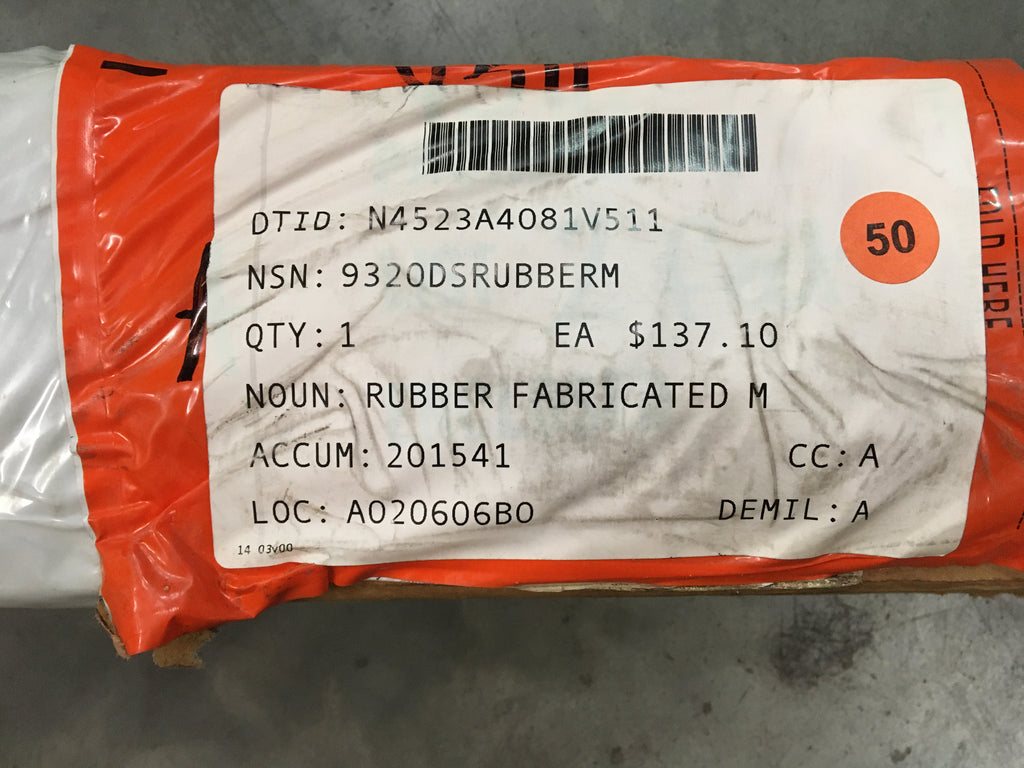 DTID: N4523A4081V511
50
NSN: 9320DSRUBBERM
QTY: 1 EA $137.10
NOUN: RUBBER FABRICATED M
ACCUM: 201541 CC: A
LOC: A020606B0 DEMIL: A
14 03v00
HERE